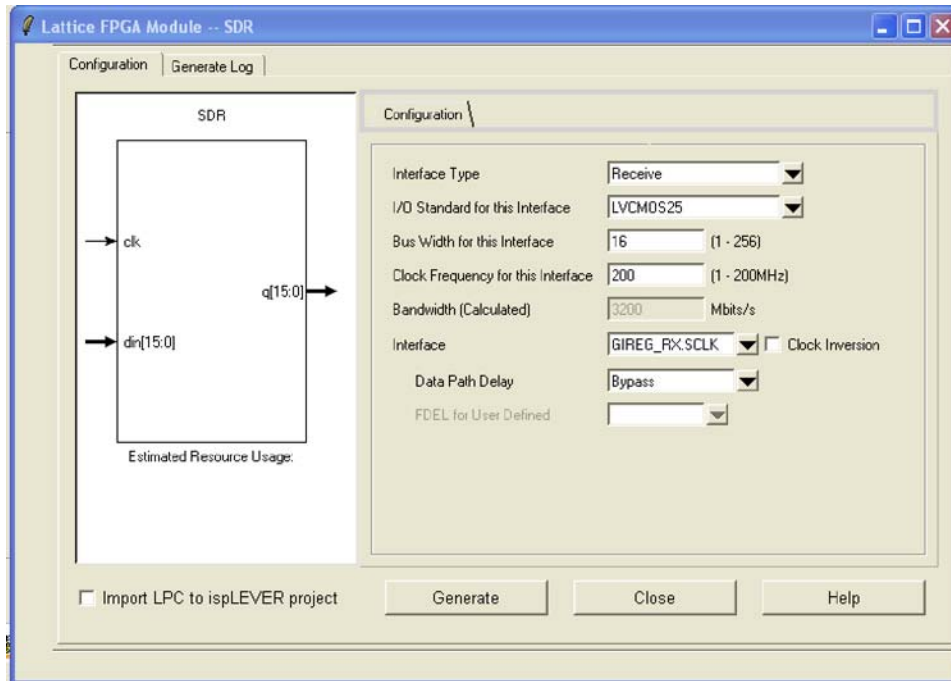 Lattice FPGA Module -- SDR
Configuration
Generate Log
SDR
clk
q[15:0]
din[15:0]
Estimated Resource Usage:
Configuration
Interface Type
Receive
I/O Standard for this Interface
LVCMOS25
Bus Width for this Interface
16
(1 - 256)
Clock Frequency for this Interface
200
(1 - 200MHz)
Bandwidth (Calculated)
3200
Mbits/s
Interface
GIREG_RX.SCLK
Clock Inversion
Data Path Delay
Bypass
FDEL for User Defined
Import LPC to ispLEVER project
Generate
Close
Help